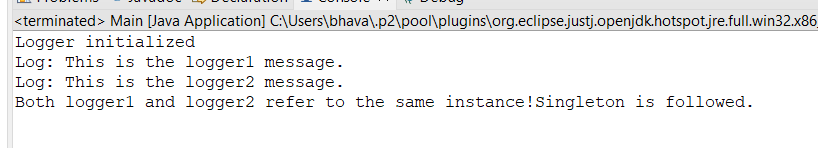 Problems Javadoc Declaration Console Debug
<terminated> Main [Java Application] C:\Users\bhava\.p2\pool\plugins\org.eclipse.justj.openjdk.hotspot.jre.full.win32.x86_
Logger initialized
Log: This is the logger1 message.
Log: This is the logger2 message.
Both logger1 and logger2 refer to the same instance!Singleton is followed.